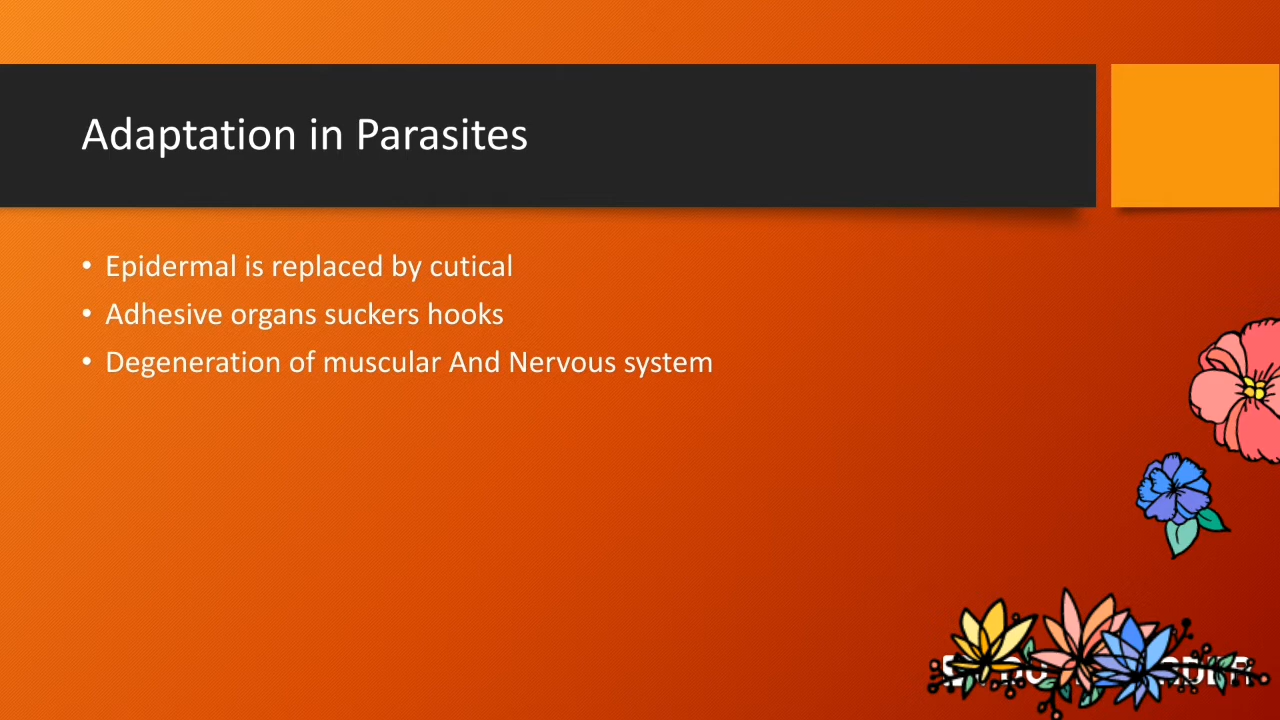 Adaptation in Parasites
• Epidermal is replaced by cutical
• Adhesive organs suckers hooks
• Degeneration of muscular And Nervous system